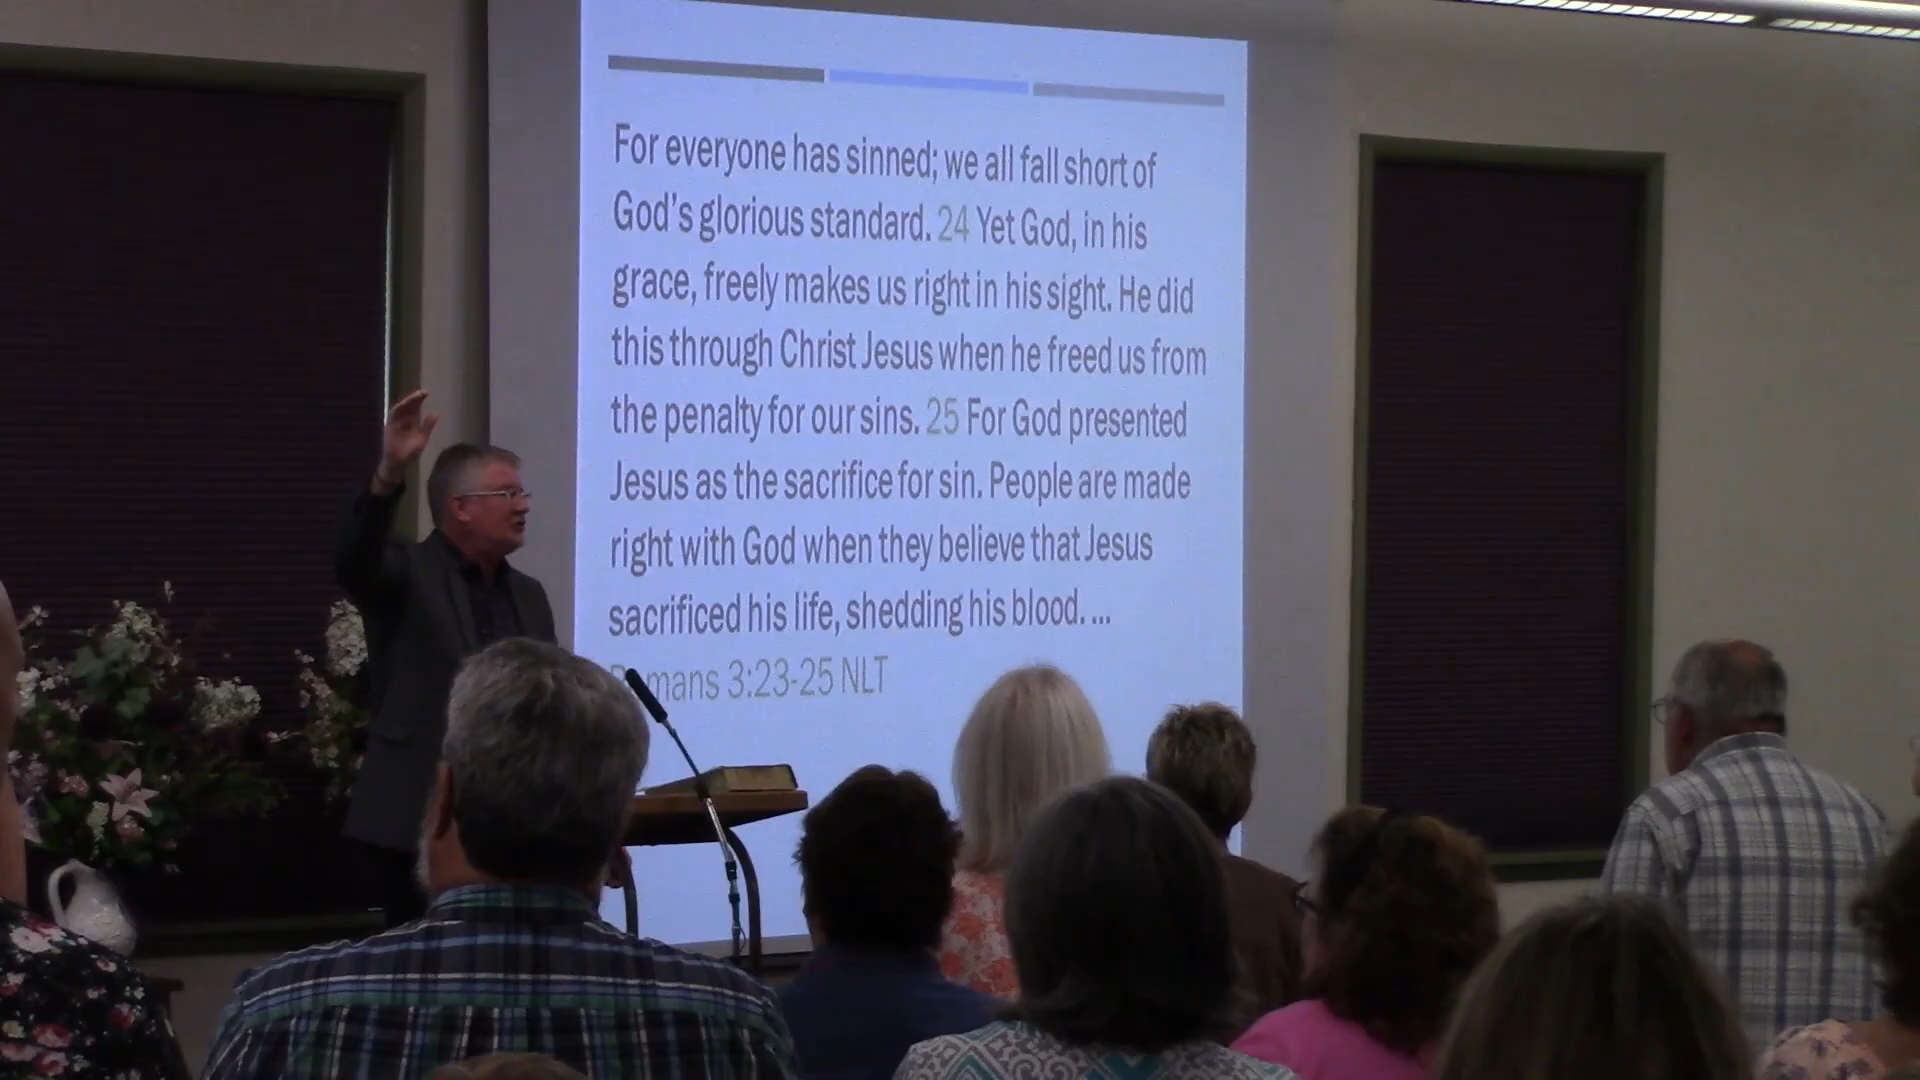 For everyone has sinned; we all fall short of
God's glorious standard. 24 Yet God, in his
grace, freely makes us right in his sight. He did
this through Christ Jesus when he freed us from
the penalty for our sins. 25 For God presented
Jesus as the sacrifice for sin. People are made
right with God when they believe that Jesus
sacrificed his life, shedding his blood. ...
Romans 3:23-25 NLT